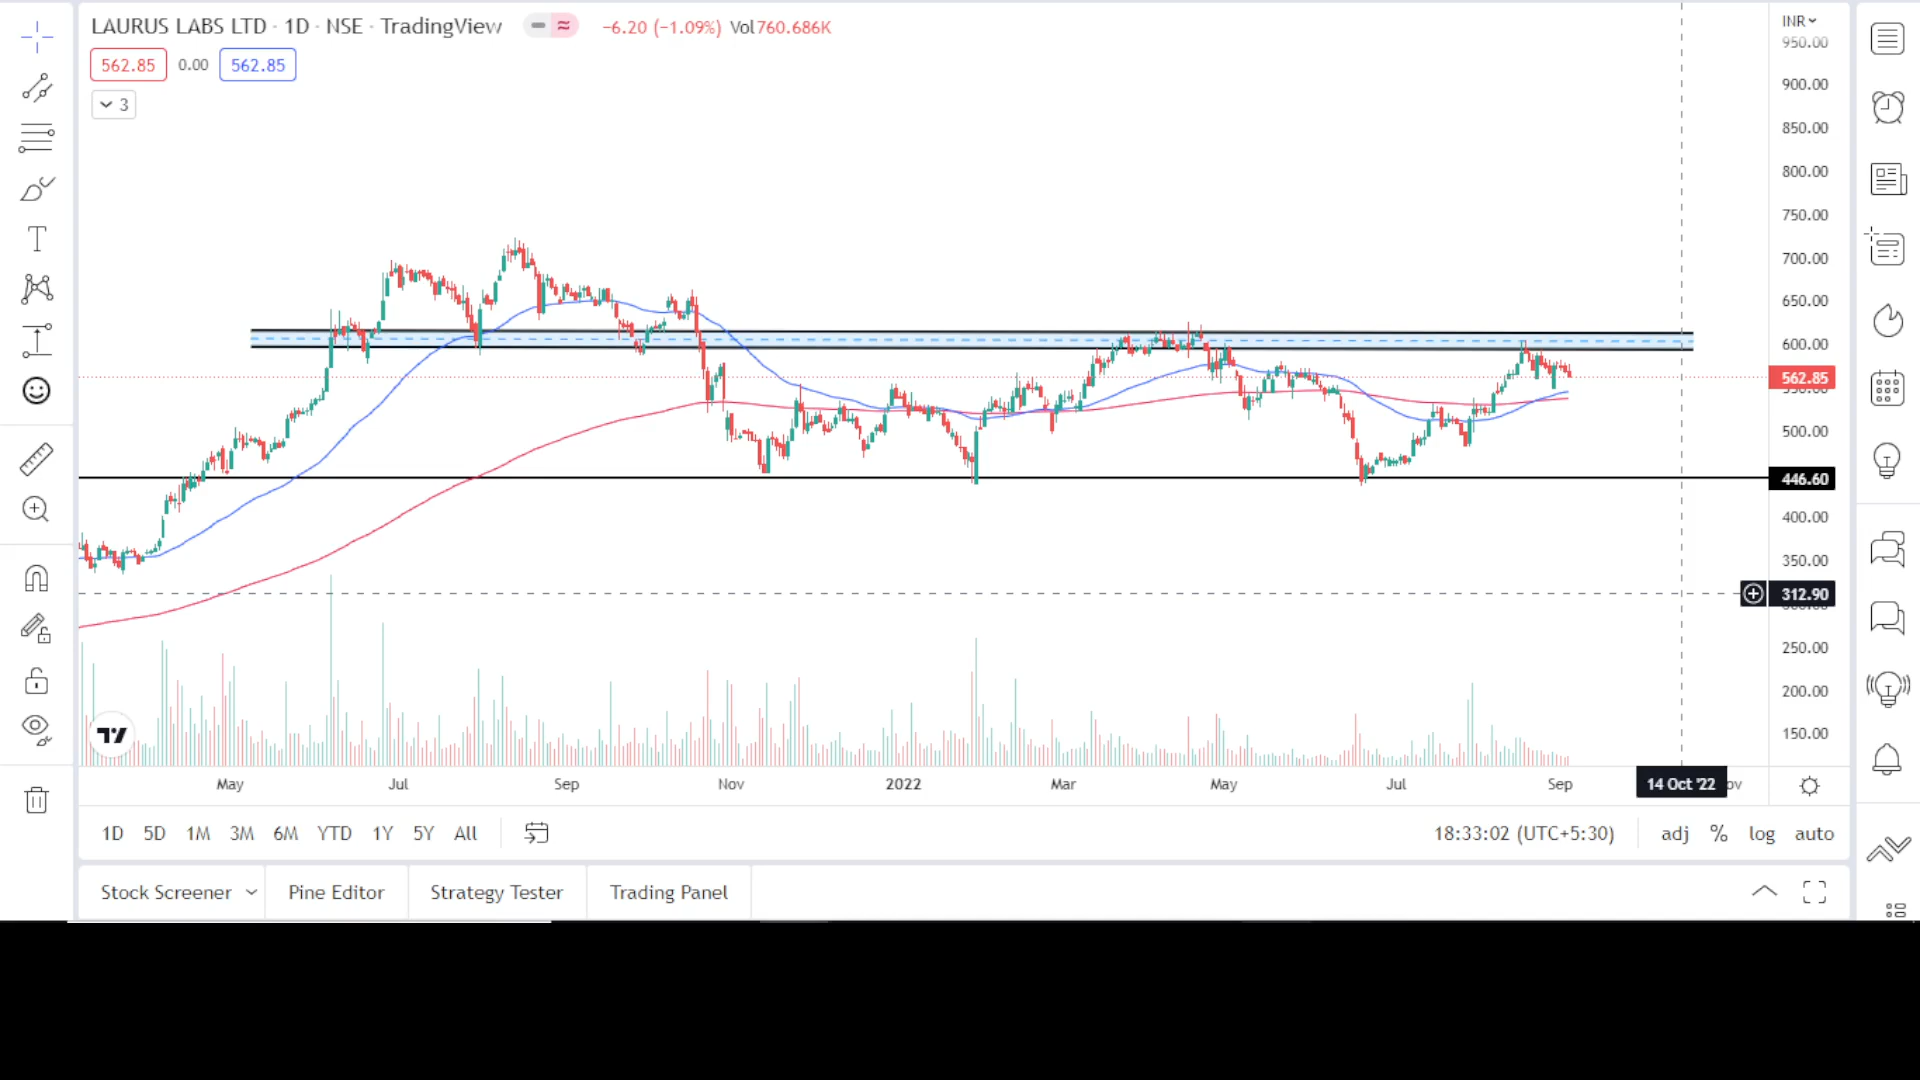 LAURUS LABS LTD · 1D · NSE · TradingView
−6.20 (−1.09%) Vol760.686K
562.85 0.00 562.85
3
INR
950.00
900.00
850.00
800.00
750.00
700.00
650.00
600.00
562.85
500.00
446.60
400.00
350.00
312.90
250.00
200.00
150.00
May Jul Sep Nov 2022 Mar May Jul Sep 14 Oct '22 ov
1D 5D 1M 3M 6M YTD 1Y 5Y All
18:33:02 (UTC+5:30) adj % log auto
Stock Screener Pine Editor Strategy Tester Trading Panel